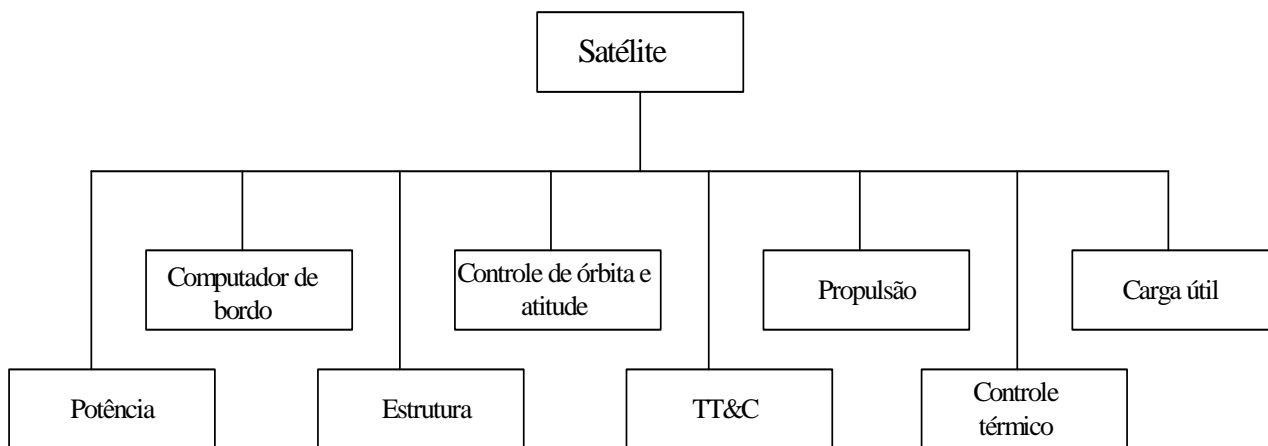 Satélite
Computador de
bordo
Controle de órbita e
atitude
Propulsão
Carga útil
Potência
Estrutura
TT&C
Controle
térmico